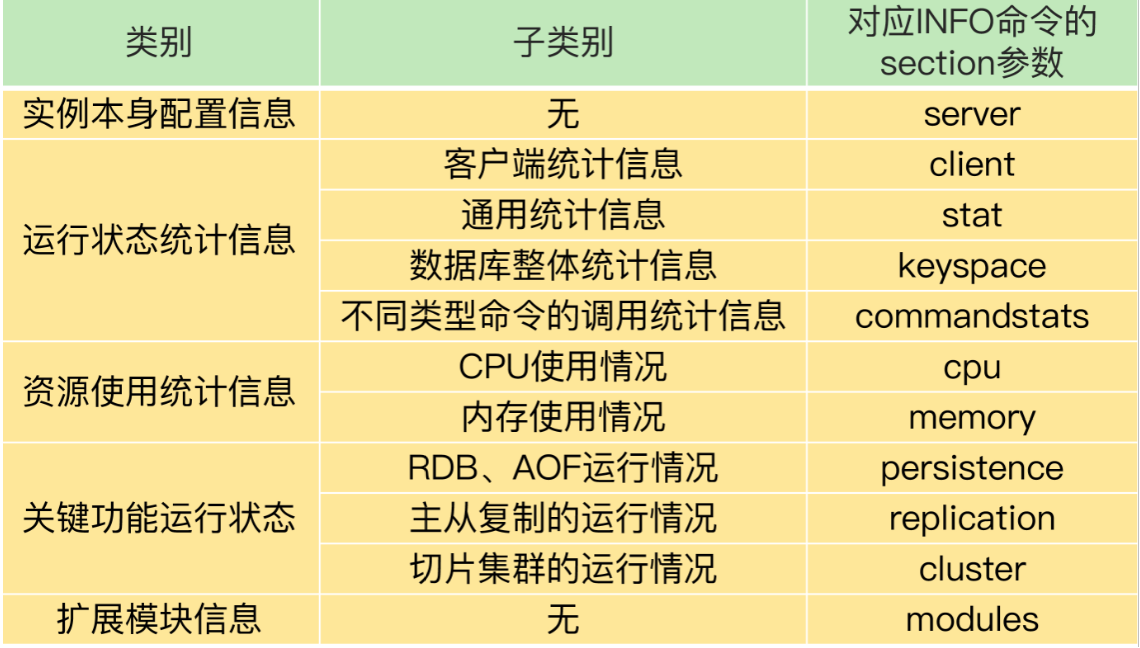 类别 子类别 对应INFO命令的
section参数
实例本身配置信息 无 server
运行状态统计信息 客户端统计信息 client
通用统计信息 stat
数据库整体统计信息 keyspace
不同类型命令的调用统计信息 commandstats
资源使用统计信息 CPU使用情况 cpu
内存使用情况 memory
关键功能运行状态 RDB、AOF运行情况 persistence
主从复制的运行情况 replication
切片集群的运行情况 cluster
扩展模块信息 无 modules